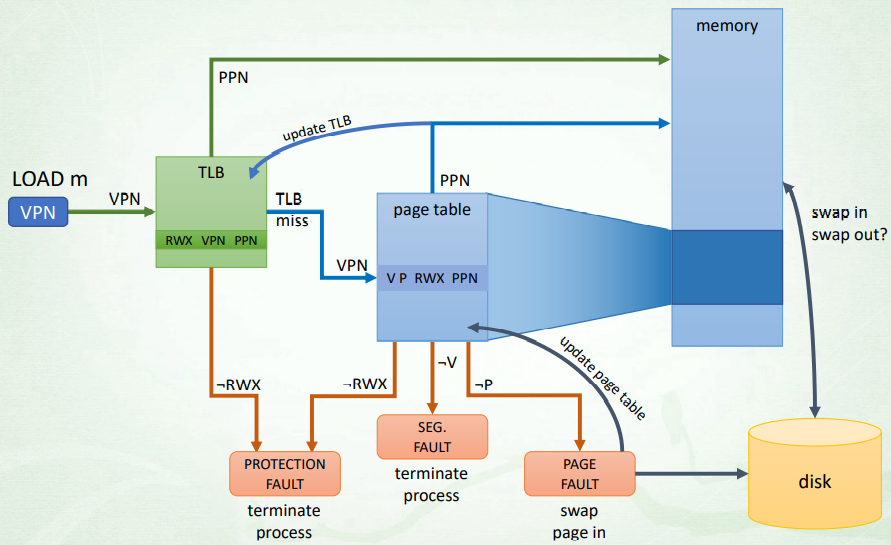 memory
PPN
update TLB
LOAD m
VPN
VPN
TLB
RWX VPN PPN
TLB
miss
PPN
page table
VPN
V P RWX PPN
swap in
swap out?
¬RWX
¬RWX
¬V
¬P
update page table
PROTECTION
FAULT
terminate
process
SEG.
FAULT
terminate
process
PAGE
FAULT
swap
page in
disk